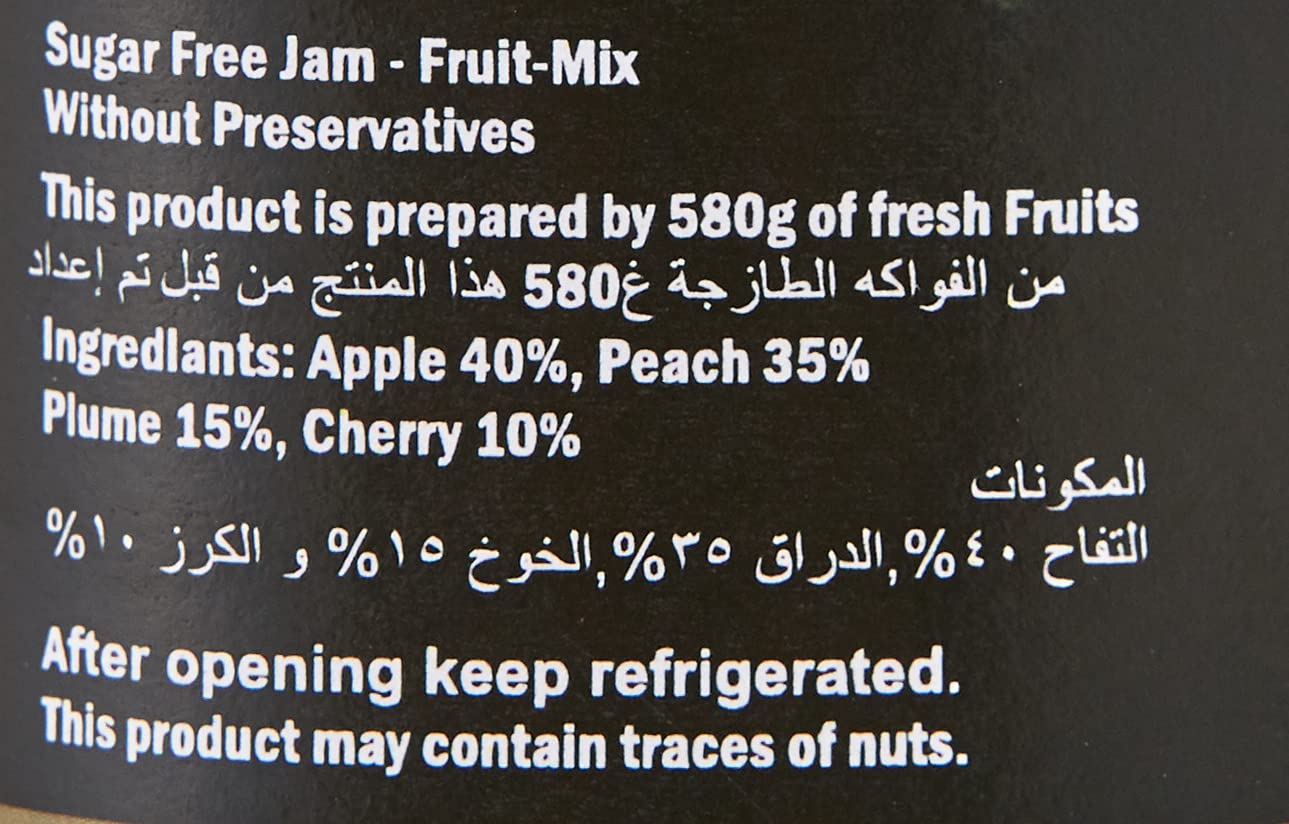 Sugar Free Jam - Fruit-Mix
Without Preservatives
This product is prepared by 580g of fresh Fruits
من الفواكه الطازجة غ580 هذا المنتج من قبل تم إعداد
Ingredlants: Apple 40%, Peach 35%
Plume 15%, Cherry 10%
المكونات
التفاح ٤٠%,الدراق ٣٥%,الخوخ ١٥% و الكرز ١٠%
After opening keep refrigerated.
This product may contain traces of nuts.